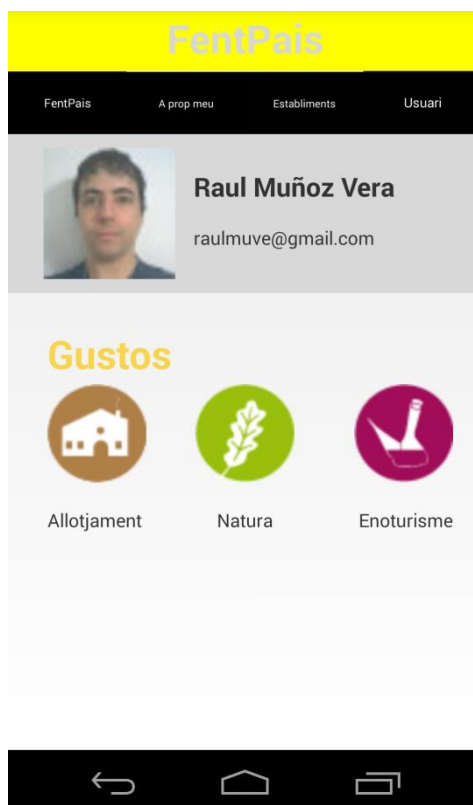 FentPais
FentPais A prop meu Establiments Usuari
Raul Muñoz Vera
raulmuve@gmail.com
Gustos
Allotjament Natura Enoturisme